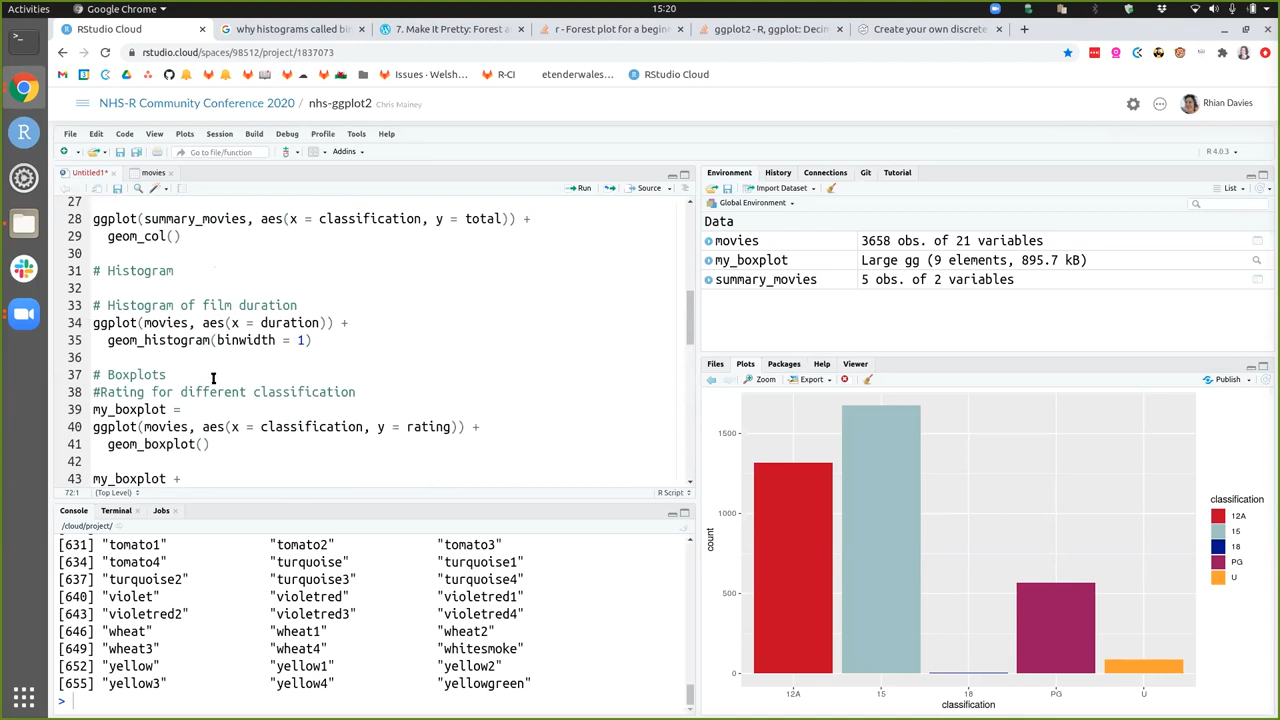 Activities Google Chrome 15:20
RStudio Cloud why histograms called bin 7. Make It Pretty: Forest a r - Forest plot for a begin ggplot2 - R, ggplot: Decim Create your own discrete
rstudio.cloud/spaces/98512/project/1837073
Issues · Welsh... R-CI etenderwales... RStudio Cloud
NHS-R Community Conference 2020 / nhs-ggplot2 Chris Mainey Rhian Davies
File Edit Code View Plots Session Build Debug Profile Tools Help
Go to file/function Addins R 4.0.3
Untitled1* movies
Run Source
27
28 ggplot(summary_movies, aes(x = classification, y = total)) +
29 geom_col()
30
31 # Histogram
32
33 # Histogram of film duration
34 ggplot(movies, aes(x = duration)) +
35 geom_histogram(binwidth = 1)
36
37 # Boxplots
38 #Rating for different classification
39 my_boxplot =
40 ggplot(movies, aes(x = classification, y = rating)) +
41 geom_boxplot()
42
43 my_boxplot +
72:1 (Top Level) R Script
Console Terminal Jobs
/cloud/project/
[631] "tomato1" "tomato2" "tomato3"
[634] "tomato4" "turquoise" "turquoise1"
[637] "turquoise2" "turquoise3" "turquoise4"
[640] "violet" "violetred" "violetred1"
[643] "violetred2" "violetred3" "violetred4"
[646] "wheat" "wheat1" "wheat2"
[649] "wheat3" "wheat4" "whitesmoke"
[652] "yellow" "yellow1" "yellow2"
[655] "yellow3" "yellow4" "yellowgreen"
>
Environment History Connections Git Tutorial
Import Dataset List
Global Environment
Data
movies 3658 obs. of 21 variables
my_boxplot Large gg (9 elements, 895.7 kB)
summary_movies 5 obs. of 2 variables
Files Plots Packages Help Viewer
Zoom Export Publish
1500
1000
500
0
count
12A 15 18 PG U
classification
classification
12A
15
18
PG
U